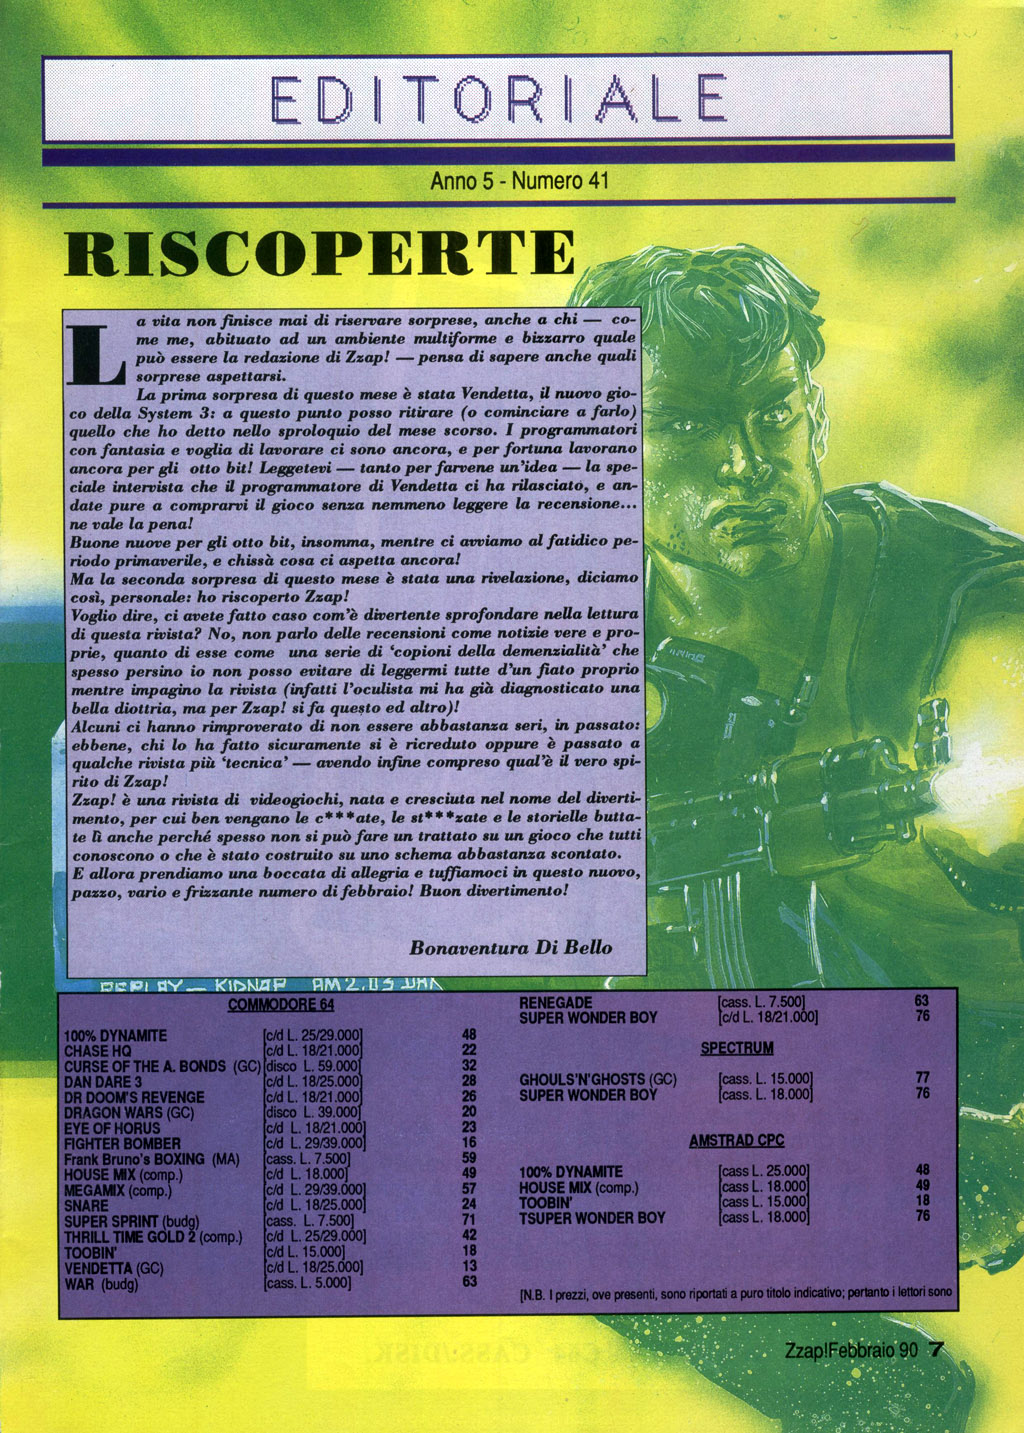 EDITORIALE
Anno 5 - Numero 41
RISCOPERTE
La vita non finisce mai di riservare sorprese, anche a chi — co-
me me, abituato ad un ambiente multiforme e bizzarro quale
può essere la redazione di Zzap! — pensa di sapere anche quali
sorprese aspettarsi.
La prima sorpresa di questo mese è stata Vendetta, il nuovo gio-
co della System 3: a questo punto posso ritirare (o cominciare a farlo)
quello che ho detto nello sproloquio del mese scorso. I programmatori
con fantasia e voglia di lavorare ci sono ancora, e per fortuna lavorano
ancora per gli otto bit! Leggetevi — tanto per farvene un'idea — la spe-
ciale intervista che il programmatore di Vendetta ci ha rilasciato, e an-
date pure a comprarvi il gioco senza nemmeno leggere la recensione...
ne vale la pena!
Buone nuove per gli otto bit, insomma, mentre ci avviamo al fatidico pe-
riodo primaverile, e chissà cosa ci aspetta ancora!
Ma la seconda sorpresa di questo mese è stata una rivelazione, diciamo
così, personale: ho riscoperto Zzap!
Voglio dire, ci avete fatto caso com'è divertente sprofondare nella lettura
di questa rivista? No, non parlo delle recensioni come notizie vere e pro-
prie, quanto di esse come una serie di 'copioni della demenzialità' che
spesso persino io non posso evitare di leggermi tutte d'un fiato proprio
mentre impagino la rivista (infatti l'oculista mi ha già diagnosticato una
bella diottria, ma per Zzap! si fa questo ed altro)!
Alcuni ci hanno rimproverato di non essere abbastanza seri, in passato:
ebbene, chi lo ha fatto sicuramente si è ricreduto oppure è passato a
qualche rivista più 'tecnica' — avendo infine compreso qual'è il vero spi-
rito di Zzap!
Zzap! è una rivista di videogiochi, nata e cresciuta nel nome del diverti-
mento, per cui ben vengano le c***ate, le st***zate e le storielle butta-
te lì anche perché spesso non si può fare un trattato su un gioco che tutti
conoscono o che è stato costruito su uno schema abbastanza scontato.
E allora prendiamo una boccata di allegria e tuffiamoci in questo nuovo,
pazzo, vario e frizzante numero di febbraio! Buon divertimento!
Bonaventura Di Bello
REPLAY — KIDNAP AM 2,03 JAN
COMMODORE 64
100% DYNAMITE [c/d L. 25/29.000] 48
CHASE HQ [c/d L. 18/21.000] 22
CURSE OF THE A. BONDS (GC) [disco L. 59.000] 32
DAN DARE 3 [c/d L. 18/25.000] 28
DR DOOM'S REVENGE [c/d L. 18/21.000] 26
DRAGON WARS (GC) [disco L. 39.000] 20
EYE OF HORUS [c/d L. 18/21.000] 23
FIGHTER BOMBER [c/d L. 29/39.000] 16
Frank Bruno's BOXING (MA) [cass. L. 7.500] 59
HOUSE MIX (comp.) [c/d L. 18.000] 49
MEGAMIX (comp.) [c/d L. 29/39.000] 57
SNARE [c/d L. 18/25.000] 24
SUPER SPRINT (budg) [cass. L. 7.500] 71
THRILL TIME GOLD 2 (comp.) [c/d L. 25/29.000] 42
TOOBIN' [c/d L. 15.000] 18
VENDETTA (GC) [c/d L. 18/25.000] 13
WAR (budg) [cass. L. 5.000] 63
RENEGADE [cass. L. 7.500] 63
SUPER WONDER BOY [c/d L. 18/21.000] 76
SPECTRUM
GHOULS'N'GHOSTS (GC) [cass. L. 15.000] 77
SUPER WONDER BOY [cass. L. 18.000] 76
AMSTRAD CPC
100% DYNAMITE [cass L. 25.000] 48
HOUSE MIX (comp.) [cass L. 18.000] 49
TOOBIN' [cass L. 15.000] 18
TSUPER WONDER BOY [cass L. 18.000] 76
[N.B. I prezzi, ove presenti, sono riportati a puro titolo indicativo; pertanto i lettori sono
Zzap!Febbraio 90 7